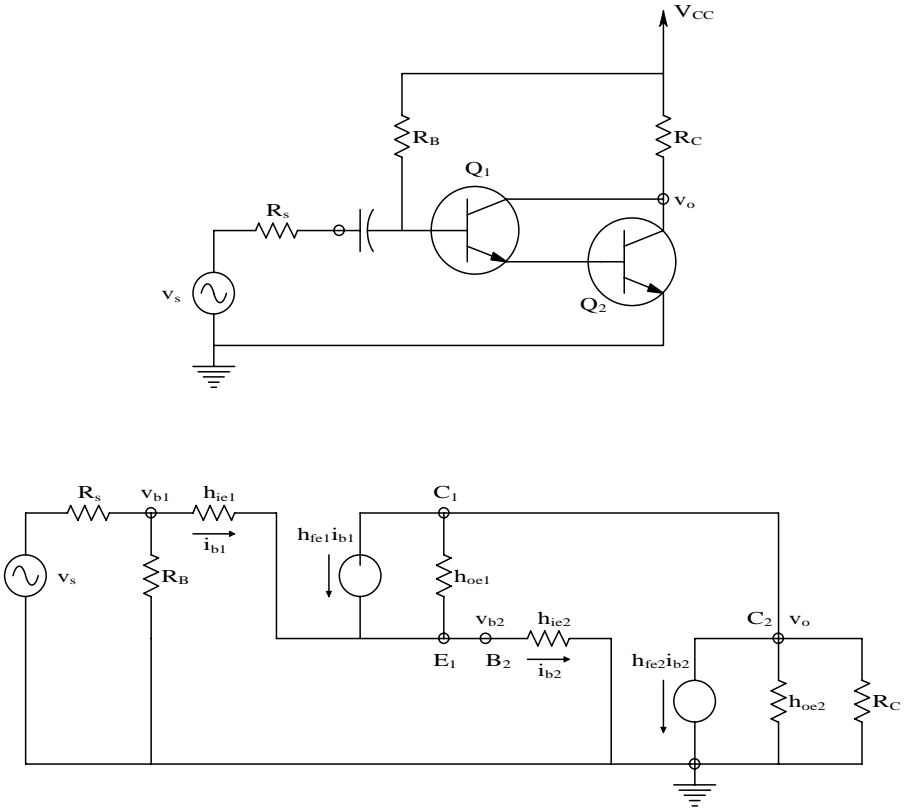 V_CC
R_B
R_C
Q_1
R_s
v_o
v_s
Q_2
R_s
v_b1
h_ie1
C_1
i_b1
h_fe1i_b1
v_s
R_B
h_oe1
v_b2
h_ie2
C_2
v_o
E_1
B_2
i_b2
h_fe2i_b2
h_oe2
R_C